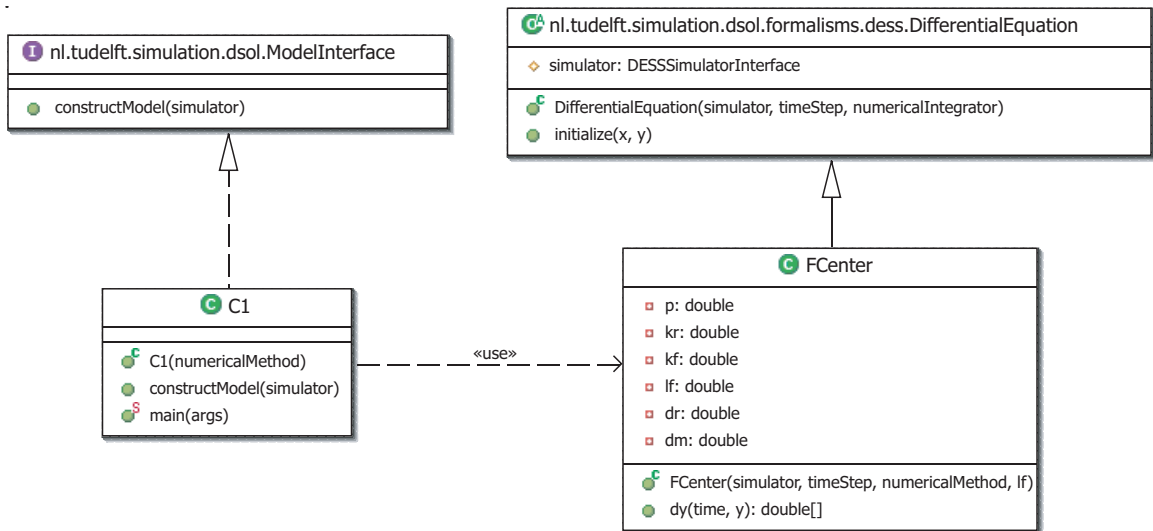 I nl.tudelft.simulation.dsol.ModelInterface
constructModel(simulator)
C A nl.tudelft.simulation.dsol.formalisms.dess.DifferentialEquation
simulator: DESSSimulatorInterface
C DifferentialEquation(simulator, timeStep, numericalIntegrator)
initialize(x, y)
C C1
C C1(numericalMethod)
constructModel(simulator)
S main(args)
«use»
C FCenter
p: double
kr: double
kf: double
lf: double
dr: double
dm: double
C FCenter(simulator, timeStep, numericalMethod, lf)
dy(time, y): double[]